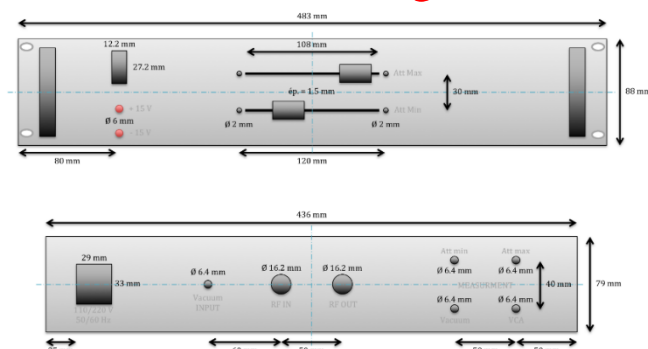 483 mm
12.2 mm
108 mm
27.2 mm
Att Max
ép. = 1.5 mm
30 mm
88 mm
+ 15 V
Ø 6 mm
- 15 V
Att Min
Ø 2 mm
Ø 2 mm
80 mm
120 mm
436 mm
29 mm
33 mm
Ø 6.4 mm
Ø 16.2 mm
Ø 16.2 mm
Att min
Att max
Ø 6.4 mm
Ø 6.4 mm
MEASURMENT
40 mm
79 mm
Vacuum
INPUT
RF IN
RF OUT
110/220 V
50/60 Hz
Ø 6.4 mm
Ø 6.4 mm
Vacuum
VCA